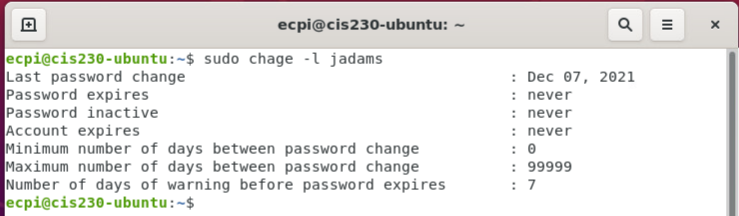 ecpi@cis230-ubuntu: ~
ecpi@cis230-ubuntu:~$ sudo chage -l jadams
Last password change : Dec 07, 2021
Password expires : never
Password inactive : never
Account expires : never
Minimum number of days between password change : 0
Maximum number of days between password change : 99999
Number of days of warning before password expires : 7
ecpi@cis230-ubuntu:~$